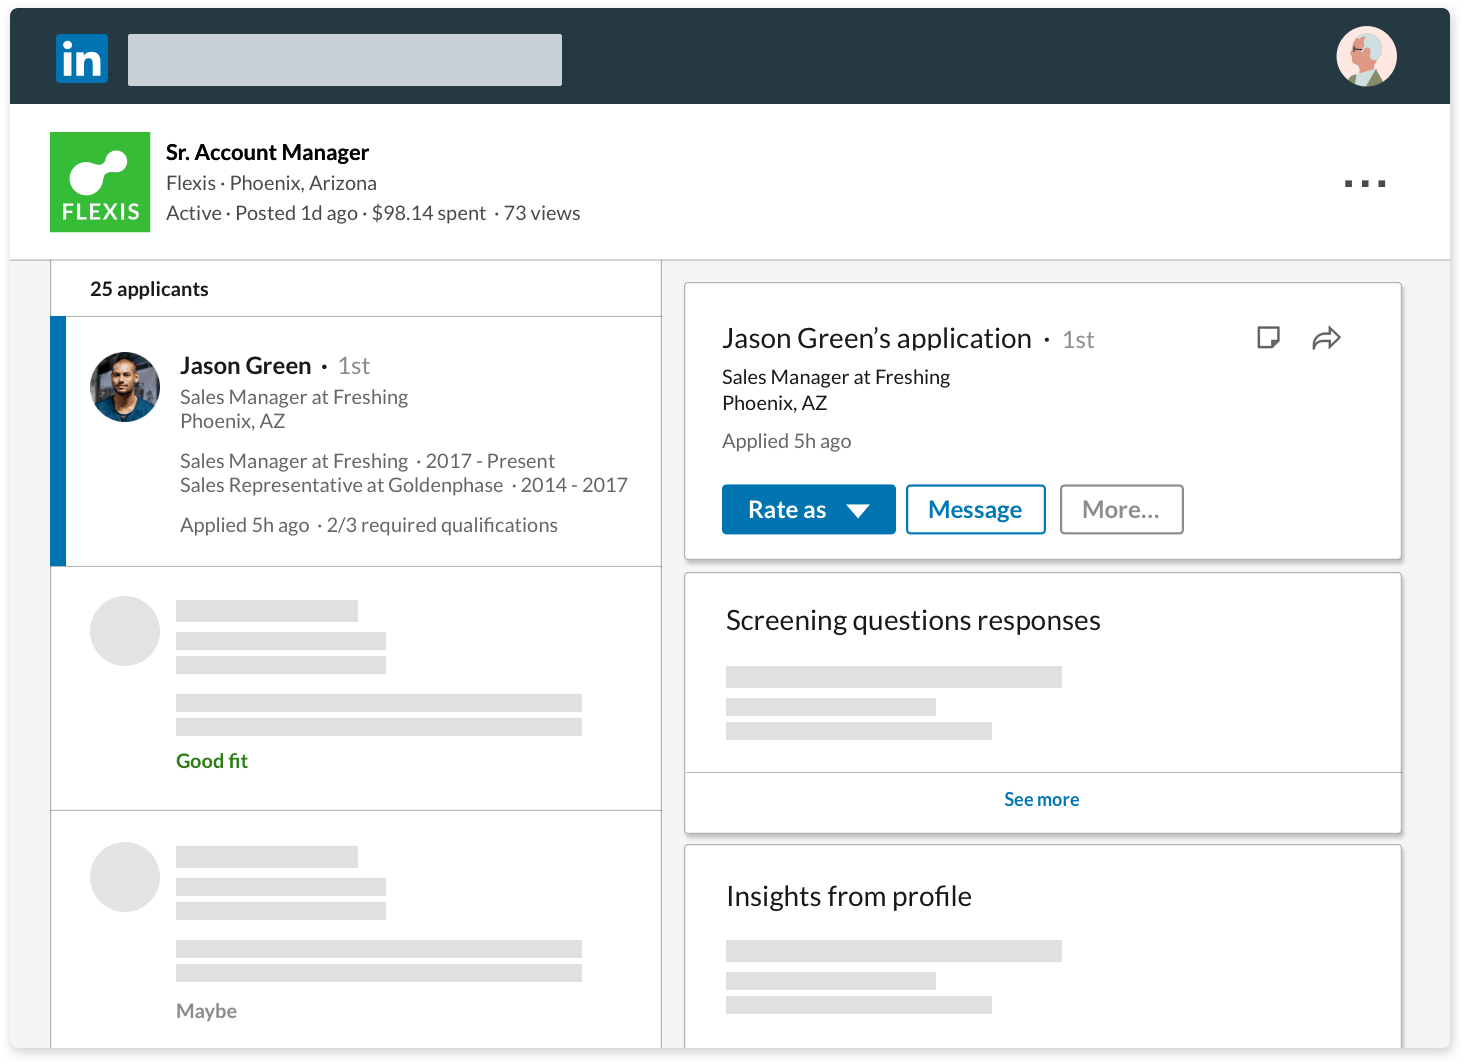 in
FLEXIS
Sr. Account Manager
Flexis · Phoenix, Arizona
Active · Posted 1d ago · $98.14 spent · 73 views
...
25 applicants
Jason Green · 1st
Sales Manager at Freshing
Phoenix, AZ
Sales Manager at Freshing · 2017 - Present
Sales Representative at Goldenphase · 2014 - 2017
Applied 5h ago · 2/3 required qualifications
Good fit
Maybe
Jason Green’s application · 1st
Sales Manager at Freshing
Phoenix, AZ
Applied 5h ago
Rate as
Message
More...
Screening questions responses
See more
Insights from profile